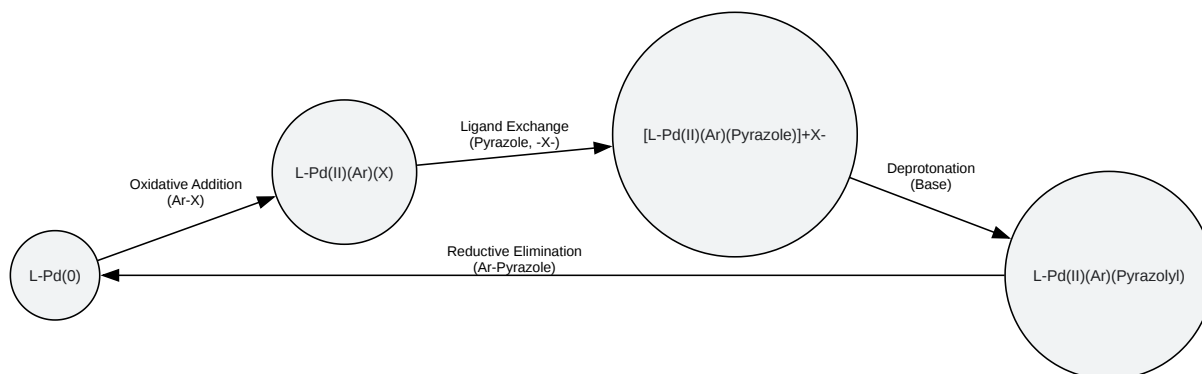 Ligand Exchange
(Pyrazole, -X-)
[L-Pd(II)(Ar)(Pyrazole)]+X-
Deprotonation
(Base)
L-Pd(II)(Ar)(X)
Oxidative Addition
(Ar-X)
Reductive Elimination
(Ar-Pyrazole)
L-Pd(0)
L-Pd(II)(Ar)(Pyrazolyl)